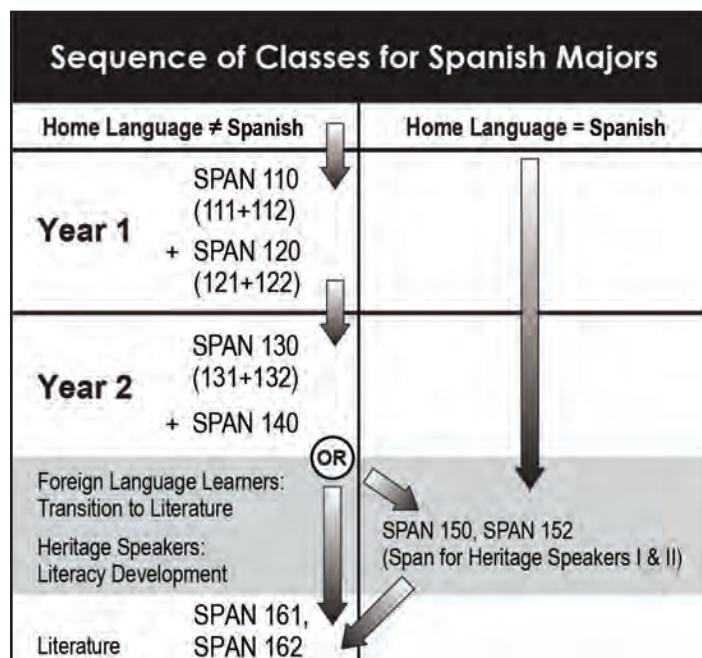 Sequence of Classes for Spanish Majors
Home Language ≠ Spanish
Home Language = Spanish
Year 1
SPAN 110
(111+112)
+ SPAN 120
(121+122)
Year 2
SPAN 130
(131+132)
+ SPAN 140
OR
Foreign Language Learners:
Transition to Literature
Heritage Speakers:
Literacy Development
SPAN 150, SPAN 152
(Span for Heritage Speakers I & II)
Literature
SPAN 161,
SPAN 162